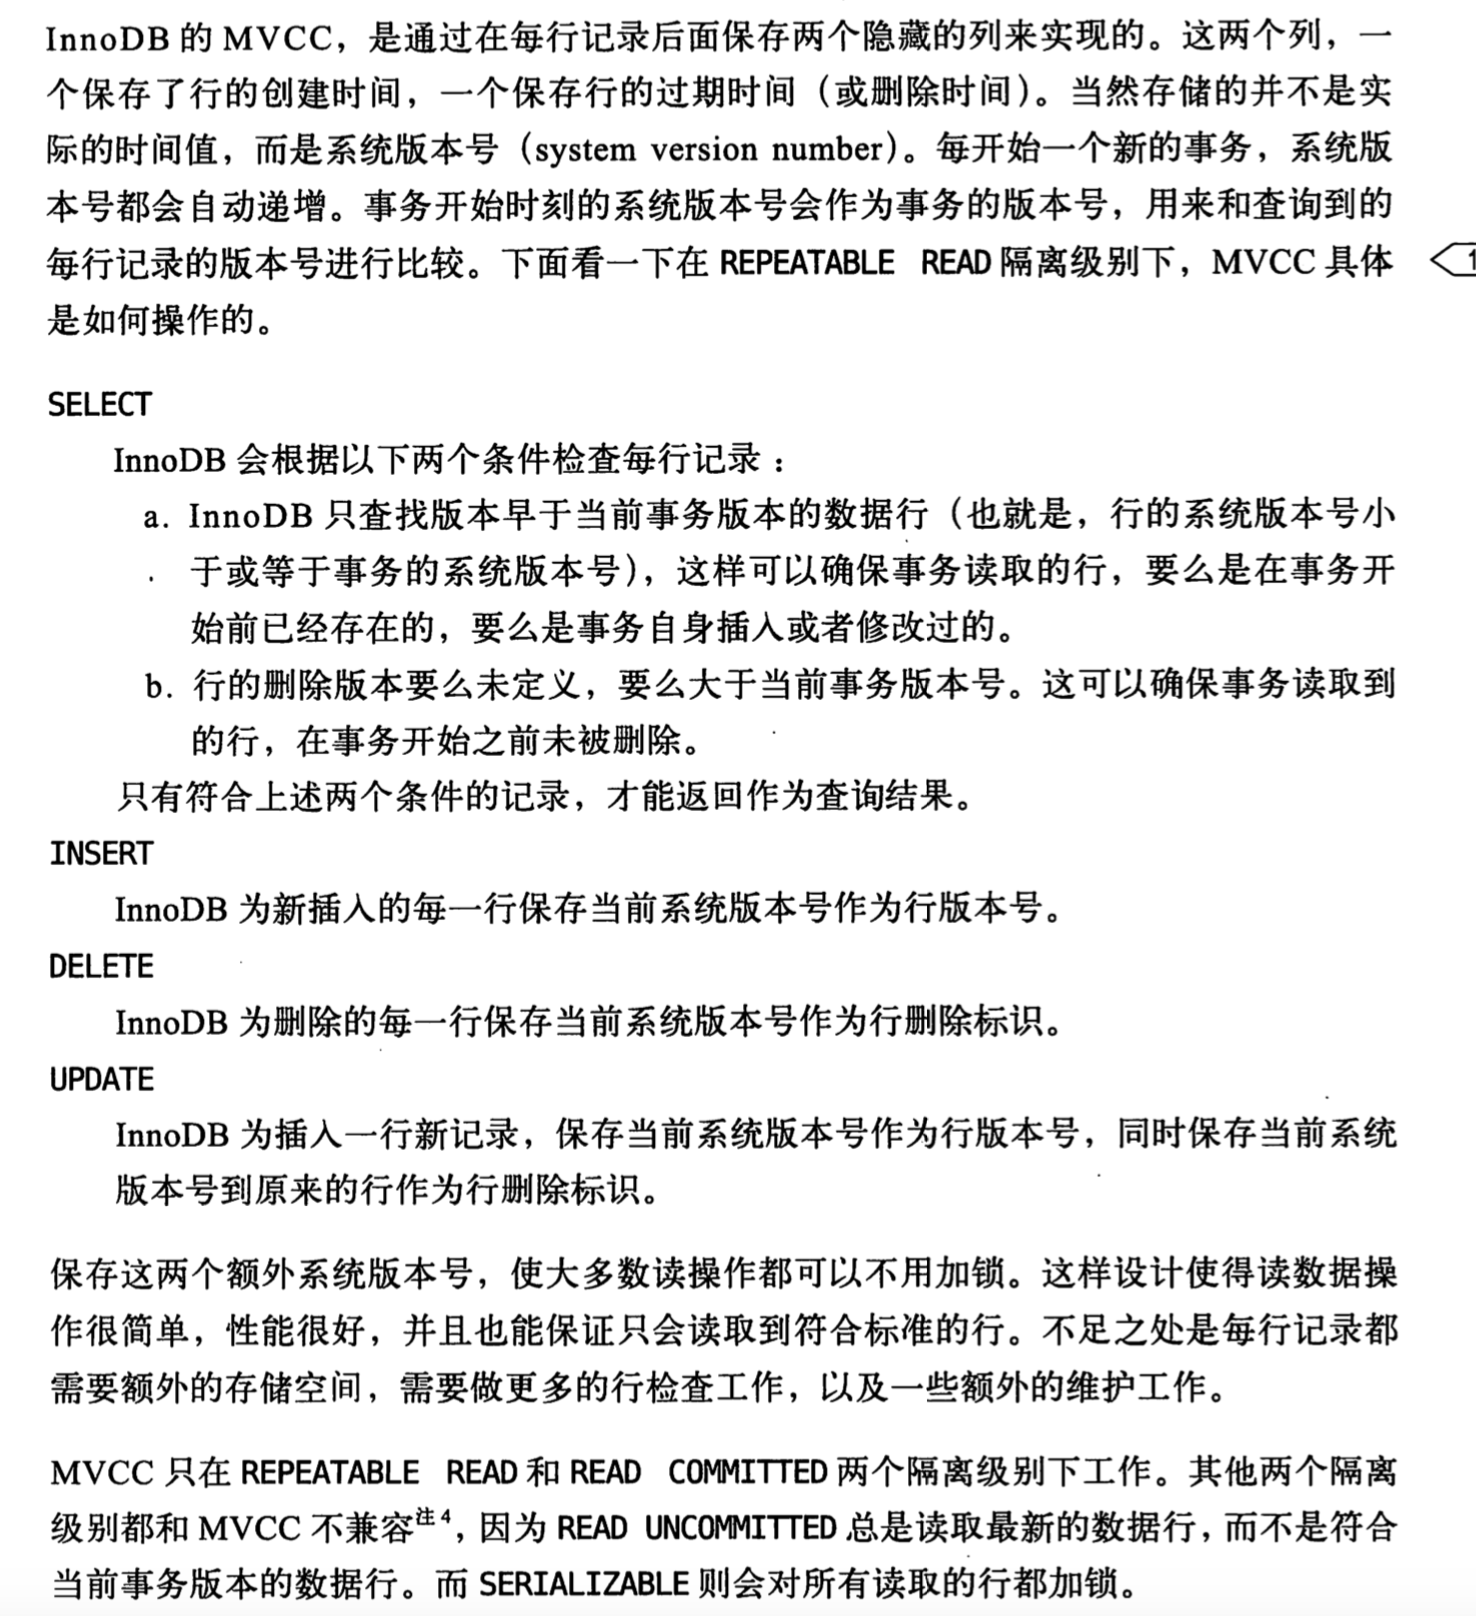 InnoDB 的 MVCC，是通过在每行记录后面保存两个隐藏的列来实现的。这两个列，一
个保存了行的创建时间，一个保存行的过期时间（或删除时间）。当然存储的并不是实
际的时间值，而是系统版本号（system version number）。每开始一个新的事务，系统版
本号都会自动递增。事务开始时刻的系统版本号会作为事务的版本号，用来和查询到的
每行记录的版本号进行比较。下面看一下在 REPEATABLE READ 隔离级别下，MVCC 具体
是如何操作的。
SELECT
InnoDB 会根据以下两个条件检查每行记录：
a. InnoDB 只查找版本早于当前事务版本的数据行（也就是，行的系统版本号小
于或等于事务的系统版本号），这样可以确保事务读取的行，要么是在事务开
始前已经存在的，要么是事务自身插入或者修改过的。
b. 行的删除版本要么未定义，要么大于当前事务版本号。这可以确保事务读取到
的行，在事务开始之前未被删除。
只有符合上述两个条件的记录，才能返回作为查询结果。
INSERT
InnoDB 为新插入的每一行保存当前系统版本号作为行版本号。
DELETE
InnoDB 为删除的每一行保存当前系统版本号作为行删除标识。
UPDATE
InnoDB 为插入一行新记录，保存当前系统版本号作为行版本号，同时保存当前系统
版本号到原来的行作为行删除标识。
保存这两个额外系统版本号，使大多数读操作都可以不用加锁。这样设计使得读数据操
作很简单，性能很好，并且也能保证只会读取到符合标准的行。不足之处是每行记录都
需要额外的存储空间，需要做更多的行检查工作，以及一些额外的维护工作。
MVCC 只在 REPEATABLE READ 和 READ COMMITTED 两个隔离级别下工作。其他两个隔离
级别都和 MVCC 不兼容注4，因为 READ UNCOMMITTED 总是读取最新的数据行，而不是符合
当前事务版本的数据行。而 SERIALIZABLE 则会对所有读取的行都加锁。